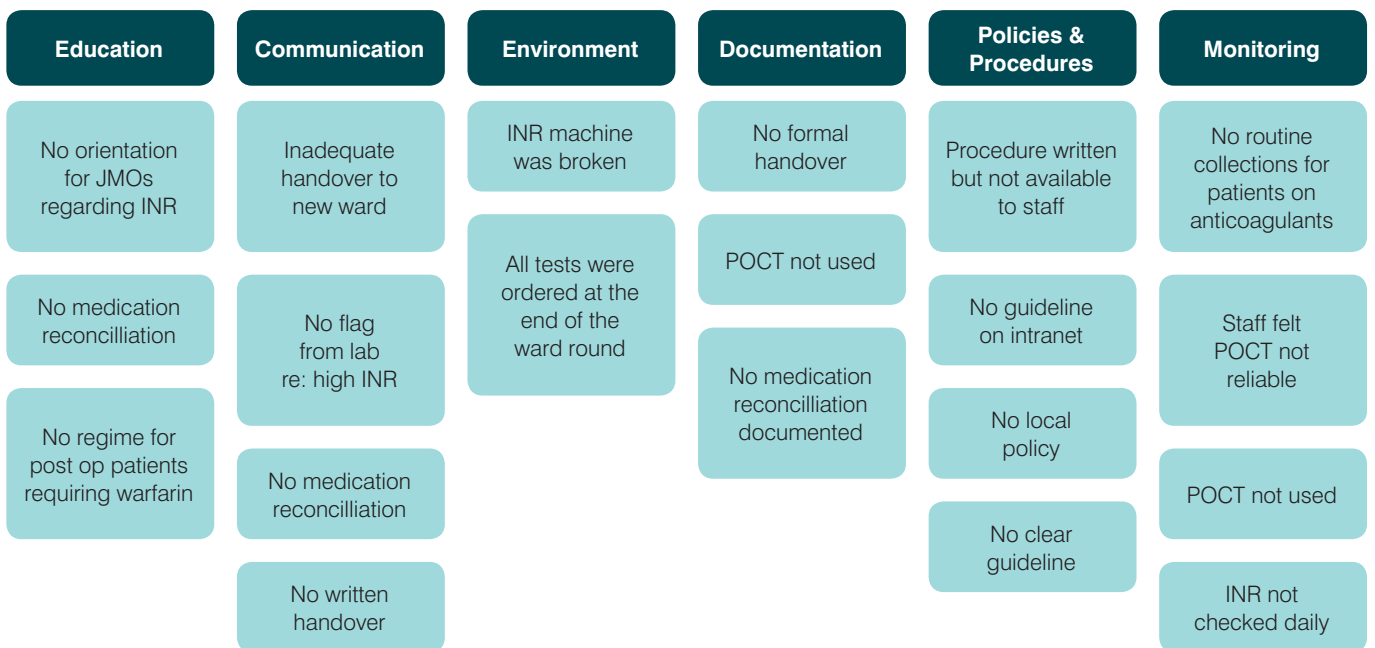 Education
No orientation
for JMOs
regarding INR
No medication
reconcilliation
No regime for
post op patients
requiring warfarin
Communication
Inadequate
handover to
new ward
No flag
from lab
re: high INR
No medication
reconcilliation
No written
handover
Environment
INR machine
was broken
All tests were
ordered at the
end of the
ward round
Documentation
No formal
handover
POCT not used
No medication
reconcilliation
documented
Policies &
Procedures
Procedure written
but not available
to staff
No guideline
on intranet
No local
policy
No clear
guideline
Monitoring
No routine
collections for
patients on
anticoagulants
Staff felt
POCT not
reliable
POCT not used
INR not
checked daily